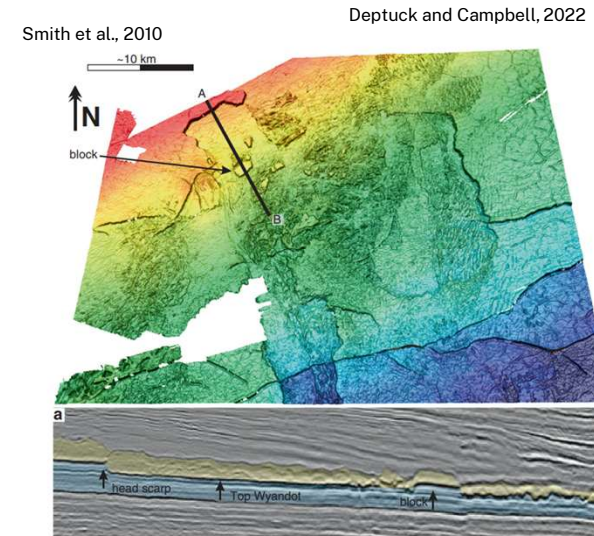 Deptuck and Campbell, 2022
Smith et al., 2010
~10 km
A
N
block
B
a
head scarp
Top Wyandot
block